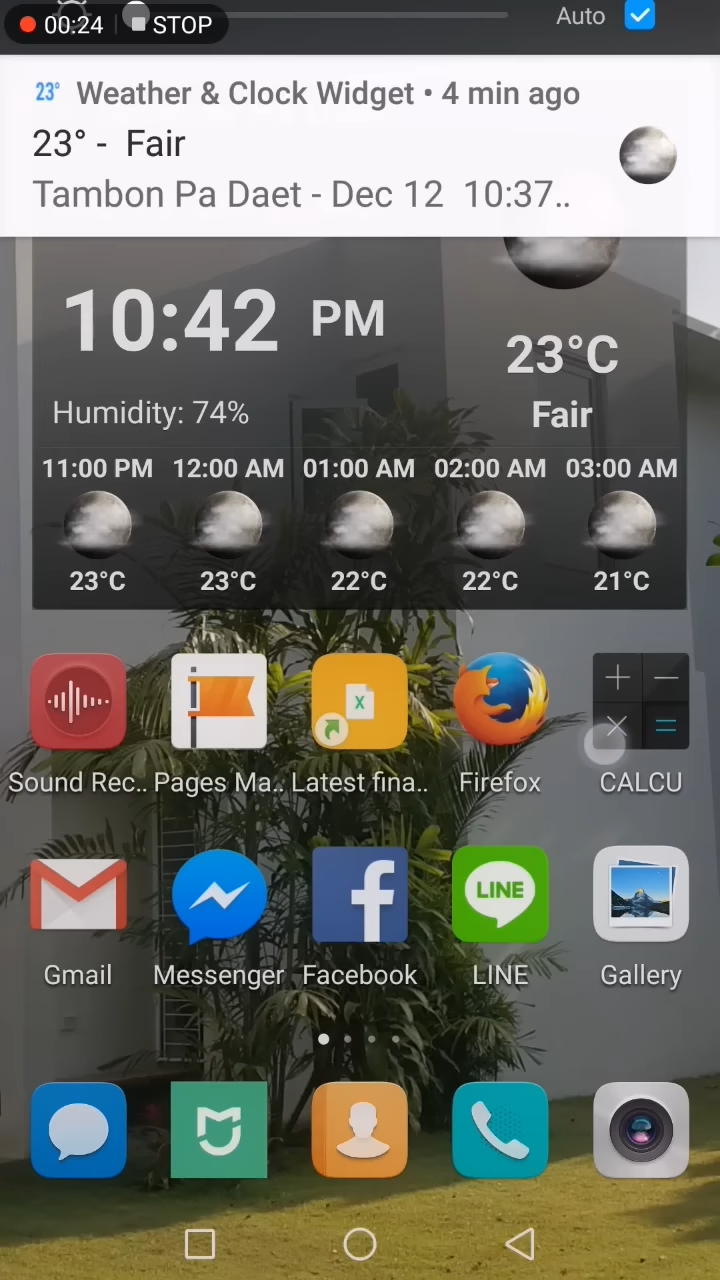 00:24 STOP Auto
23° Weather & Clock Widget • 4 min ago
23° - Fair
Tambon Pa Daet - Dec 12 10:37..
10:42 PM
23°C
Humidity: 74%
Fair
11:00 PM 12:00 AM 01:00 AM 02:00 AM 03:00 AM
23°C 23°C 22°C 22°C 21°C
Sound Rec.. Pages Ma.. Latest fina.. Firefox CALCU
LINE
Gmail Messenger Facebook LINE Gallery